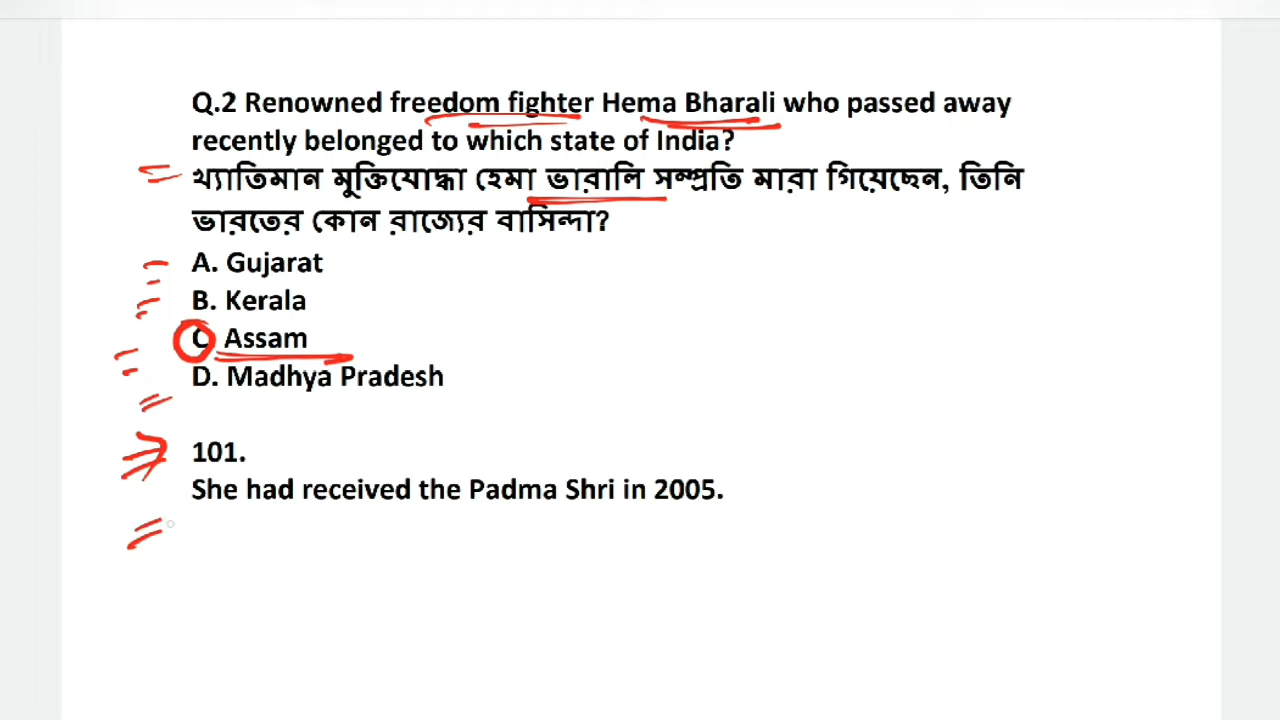 Q.2 Renowned freedom fighter Hema Bharali who passed away
recently belonged to which state of India?
খ্যাতিমান মুক্তিযোদ্ধা হেমা ভারালি সম্প্রতি মারা গিয়েছেন, তিনি
ভারতের কোন রাজ্যের বাসিন্দা?
A. Gujarat
B. Kerala
C. Assam
D. Madhya Pradesh
101.
She had received the Padma Shri in 2005.